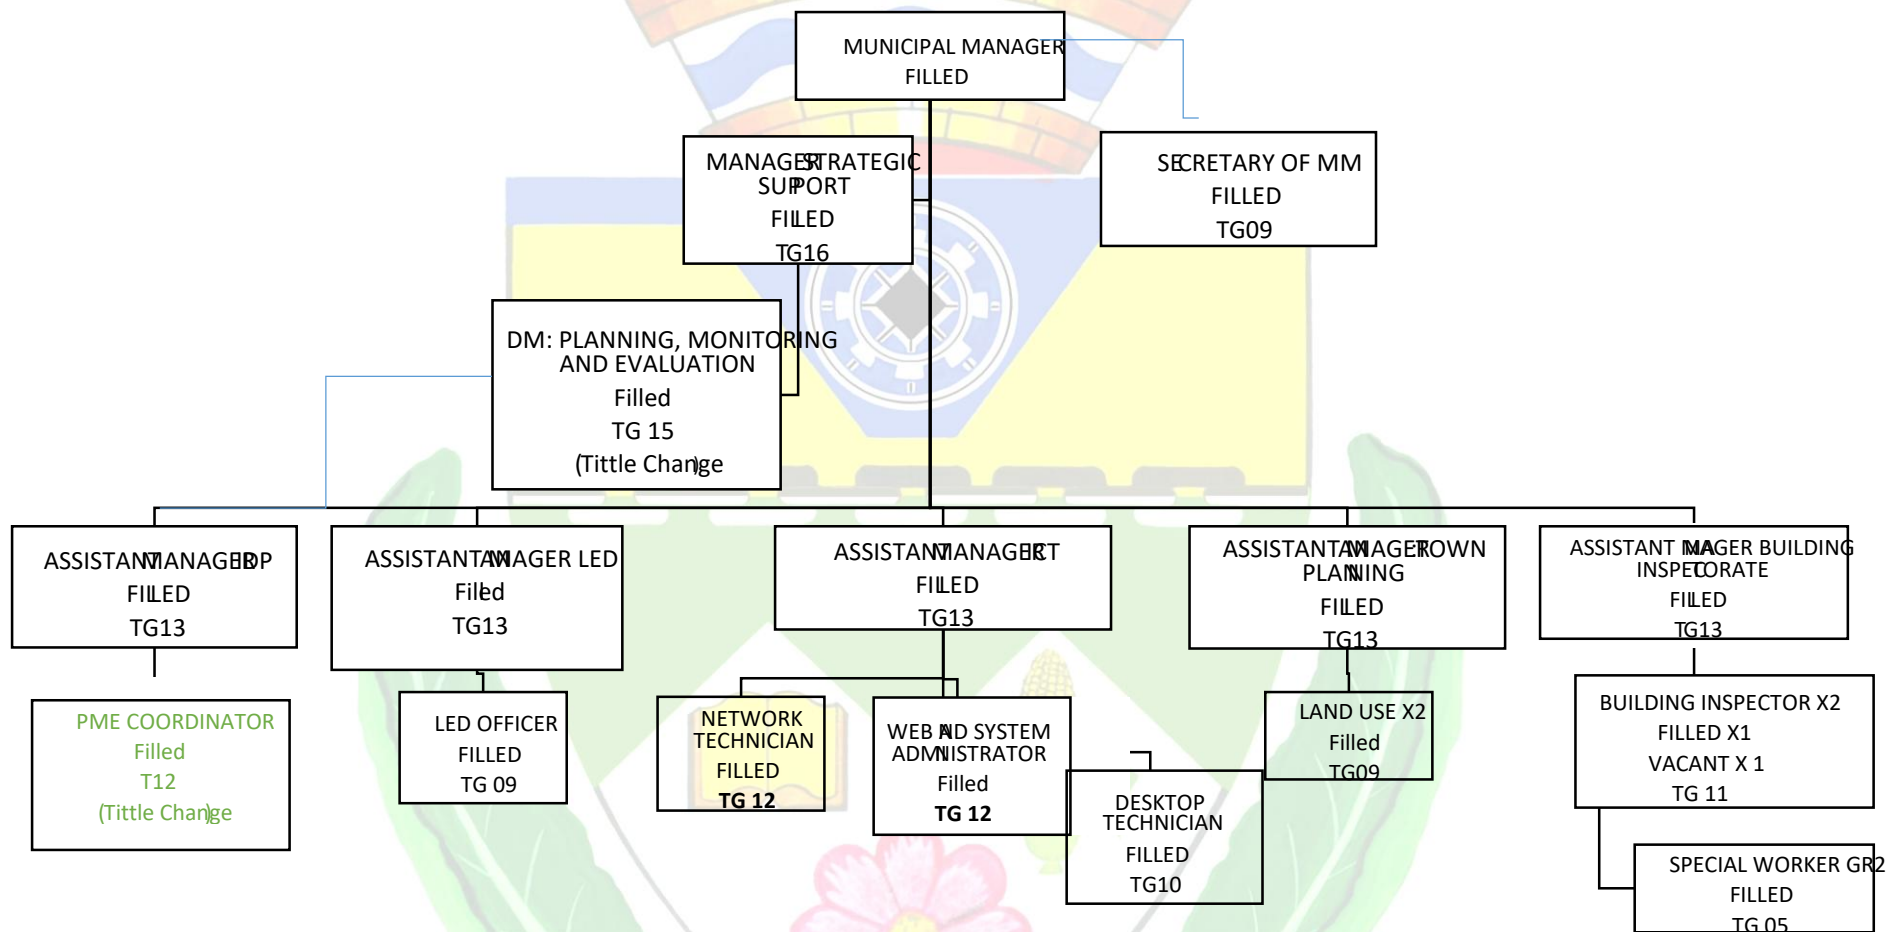 MUNICIPAL MANAGER
FILLED
MANAGER STRATEGIC
SUPPORT
FILLED
TG16
SECRETARY OF MM
FILLED
TG09
DM: PLANNING, MONITORING
AND EVALUATION
Filled
TG 15
(Tittle Change)
ASSISTANT MANAGER IDP
FILLED
TG13
ASSISTANT MANAGER LED
Filled
TG13
ASSISTANT MANAGER ICT
FILLED
TG13
ASSISTANT MANAGER TOWN
PLANNING
FILLED
TG13
ASSISTANT MANAGER BUILDING
INSPECTORATE
FILLED
TG13
PME COORDINATOR
Filled
T12
(Tittle Change)
LED OFFICER
FILLED
TG 09
NETWORK
TECHNICIAN
FILLED
TG 12
WEB AND SYSTEM
ADMINISTRATOR
Filled
TG 12
DESKTOP
TECHNICIAN
FILLED
TG10
LAND USE X2
Filled
TG09
BUILDING INSPECTOR X2
FILLED X1
VACANT X 1
TG 11
SPECIAL WORKER GR2
FILLED
TG 05